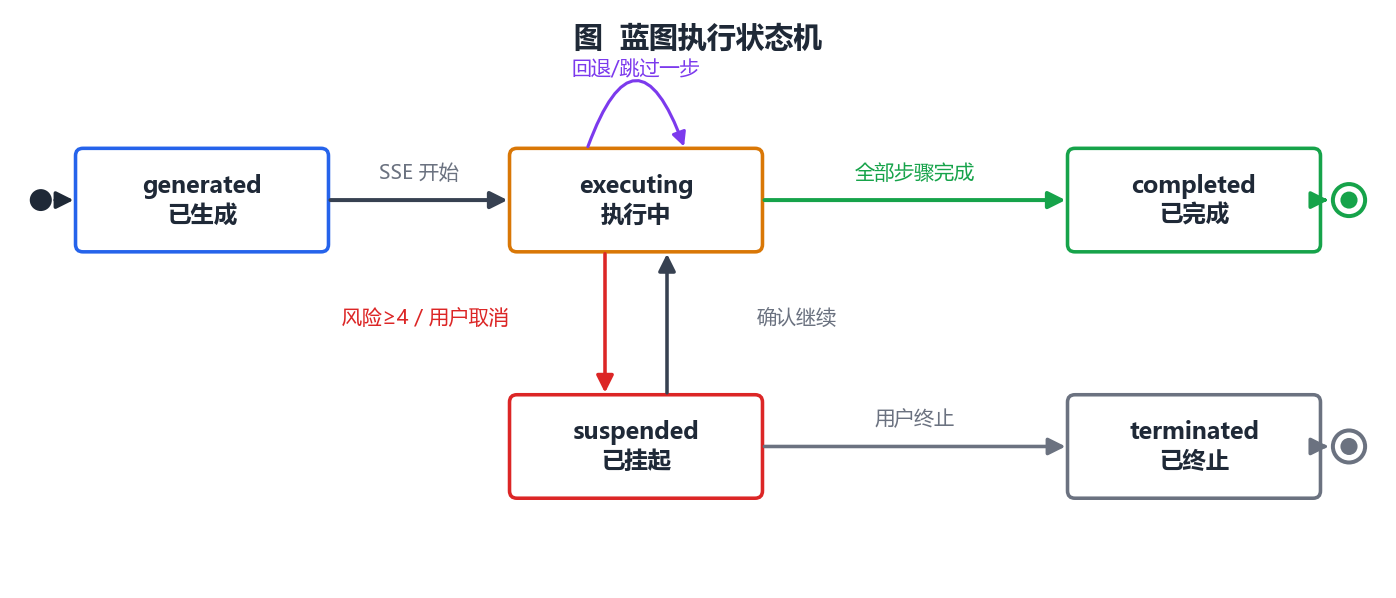 图 蓝图执行状态机
回退/跳过一步
generated
已生成
SSE 开始
executing
执行中
全部步骤完成
completed
已完成
风险≥4 / 用户取消
确认继续
suspended
已挂起
用户终止
terminated
已终止